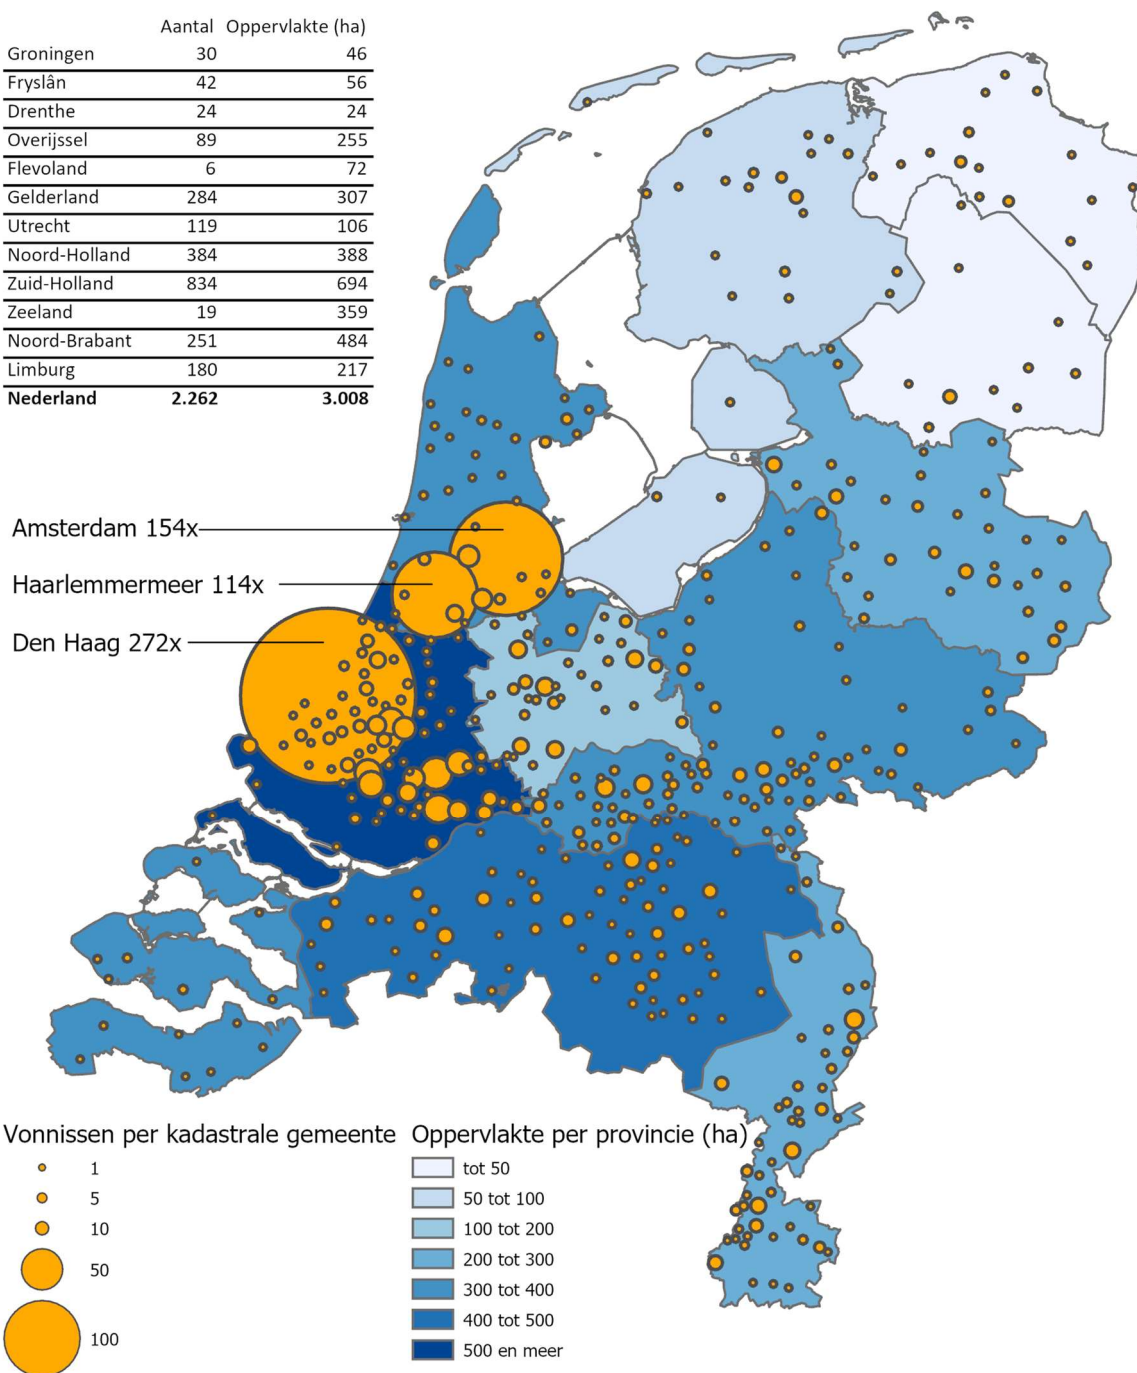 Aantal Oppervlakte (ha)
Groningen 30 46
Fryslân 42 56
Drenthe 24 24
Overijssel 89 255
Flevoland 6 72
Gelderland 284 307
Utrecht 119 106
Noord-Holland 384 388
Zuid-Holland 834 694
Zeeland 19 359
Noord-Brabant 251 484
Limburg 180 217
Nederland 2.262 3.008
Amsterdam 154x
Haarlemmermeer 114x
Den Haag 272x
Vonnissen per kadastrale gemeente
1
5
10
50
100
Oppervlakte per provincie (ha)
tot 50
50 tot 100
100 tot 200
200 tot 300
300 tot 400
400 tot 500
500 en meer